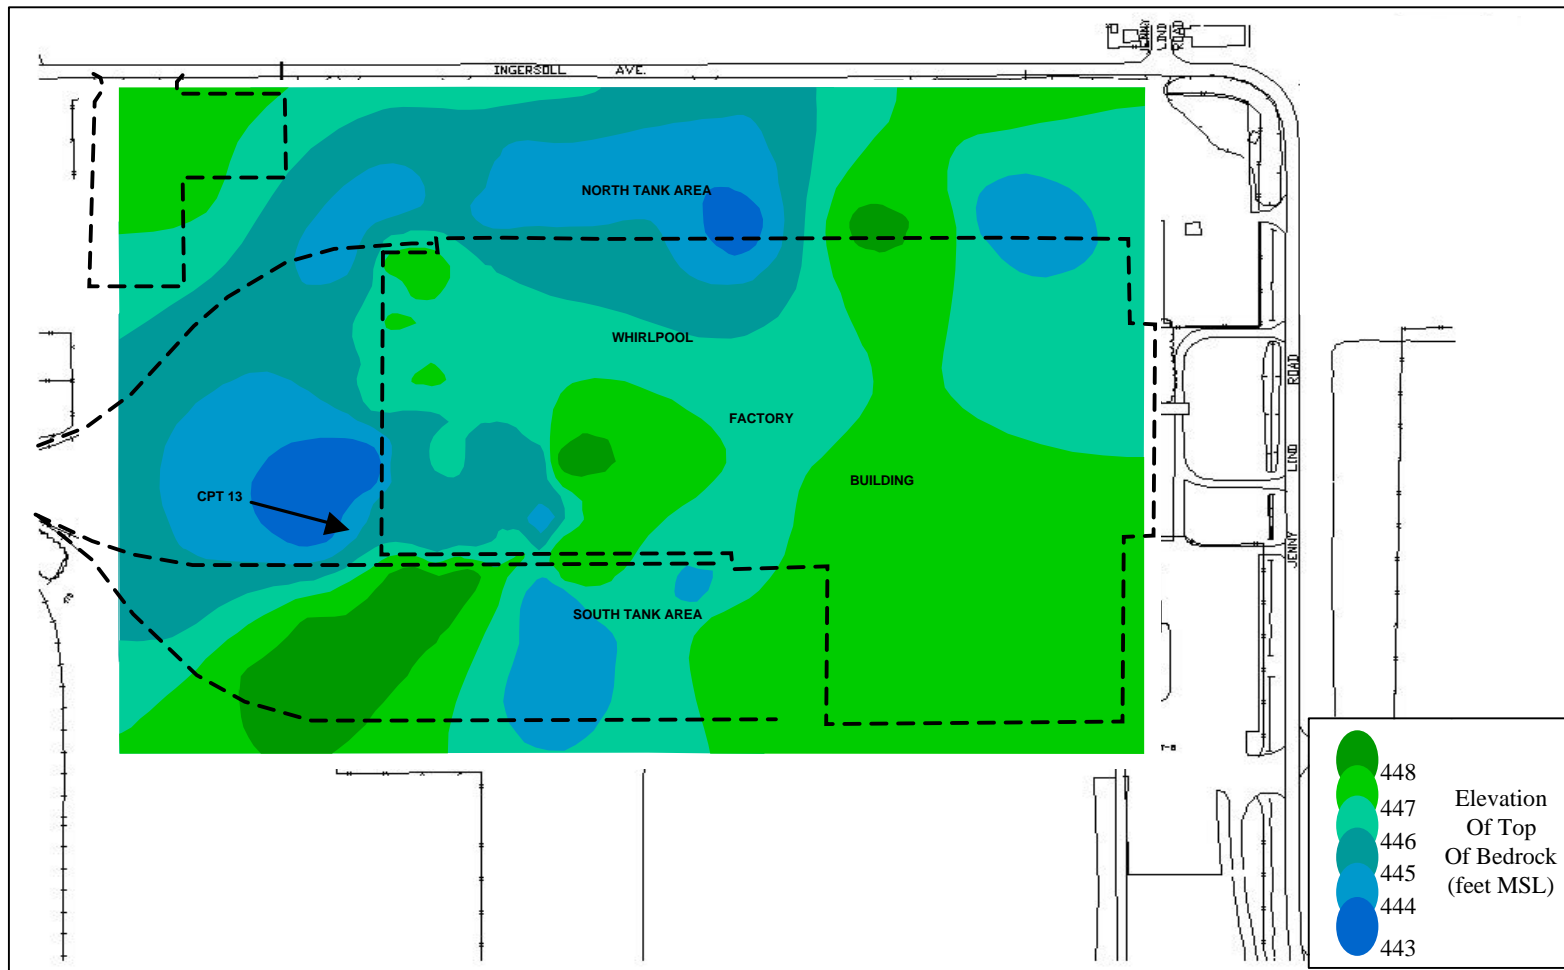 JENNY
LIND
ROAD
INGERSOLL AVE.
NORTH TANK AREA
WHIRLPOOL
FACTORY
BUILDING
CPT 13
SOUTH TANK AREA
JENNY LIND ROAD
T-8
448
447
446
445
444
443
Elevation
Of Top
Of Bedrock
(feet MSL)